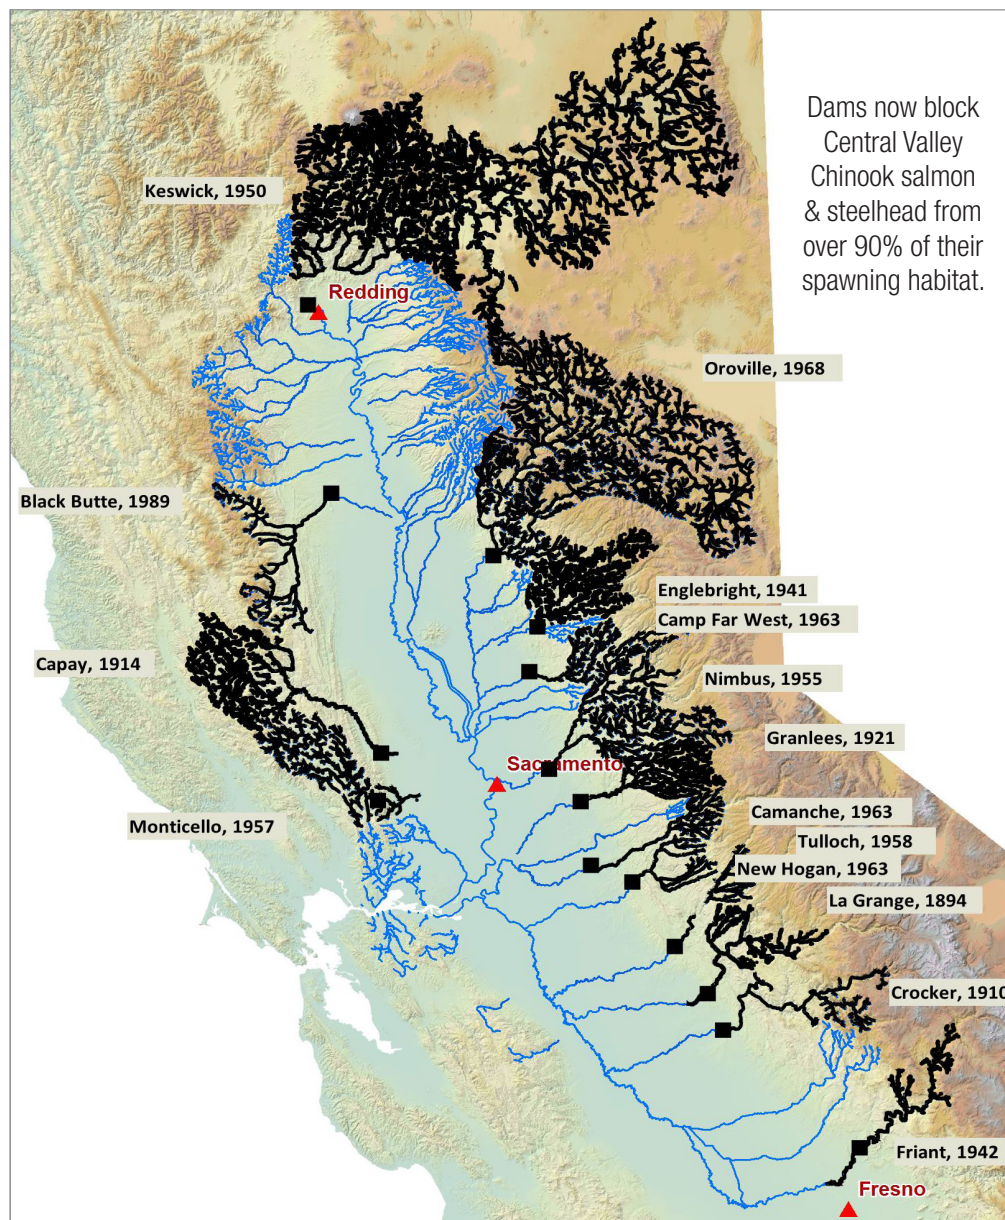 Dams now block
Central Valley
Chinook salmon
& steelhead from
over 90% of their
spawning habitat.
Keswick, 1950
Redding
Oroville, 1968
Black Butte, 1989
Englebright, 1941
Camp Far West, 1963
Capay, 1914
Nimbus, 1955
Granlees, 1921
Sacramento
Camanche, 1963
Monticello, 1957
Tulloch, 1958
New Hogan, 1963
La Grange, 1894
Crocker, 1910
Friant, 1942
Fresno